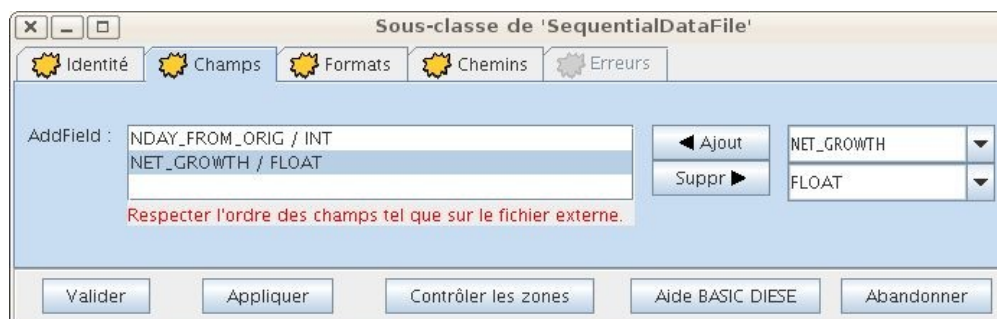 Sous-classe de 'SequentialDataFile'
Identité Champs Formats Chemins Erreurs
AddField : NDAY_FROM_ORIG / INT Ajout NET_GROWTH
NET_GROWTH / FLOAT Suppr FLOAT
Respecter l'ordre des champs tel que sur le fichier externe.
Valider Appliquer Contrôler les zones Aide BASIC DIESE Abandonner